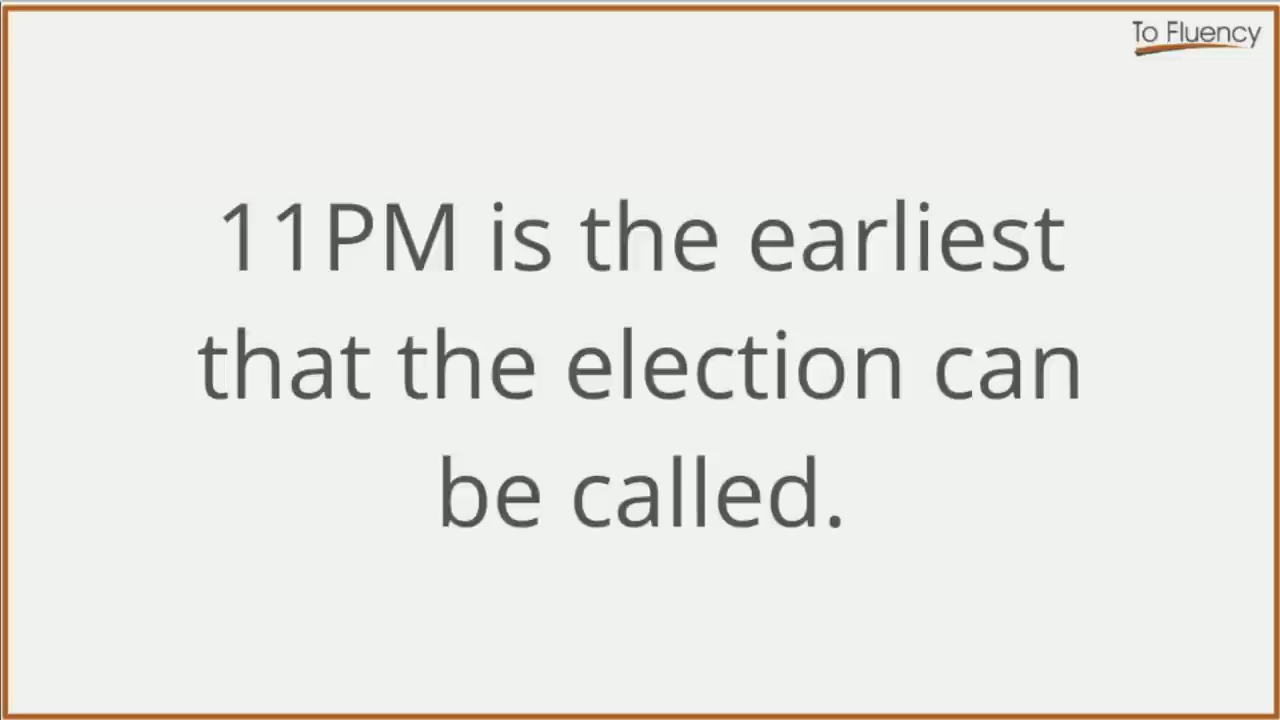 To Fluency
11PM is the earliest
that the election can
be called.